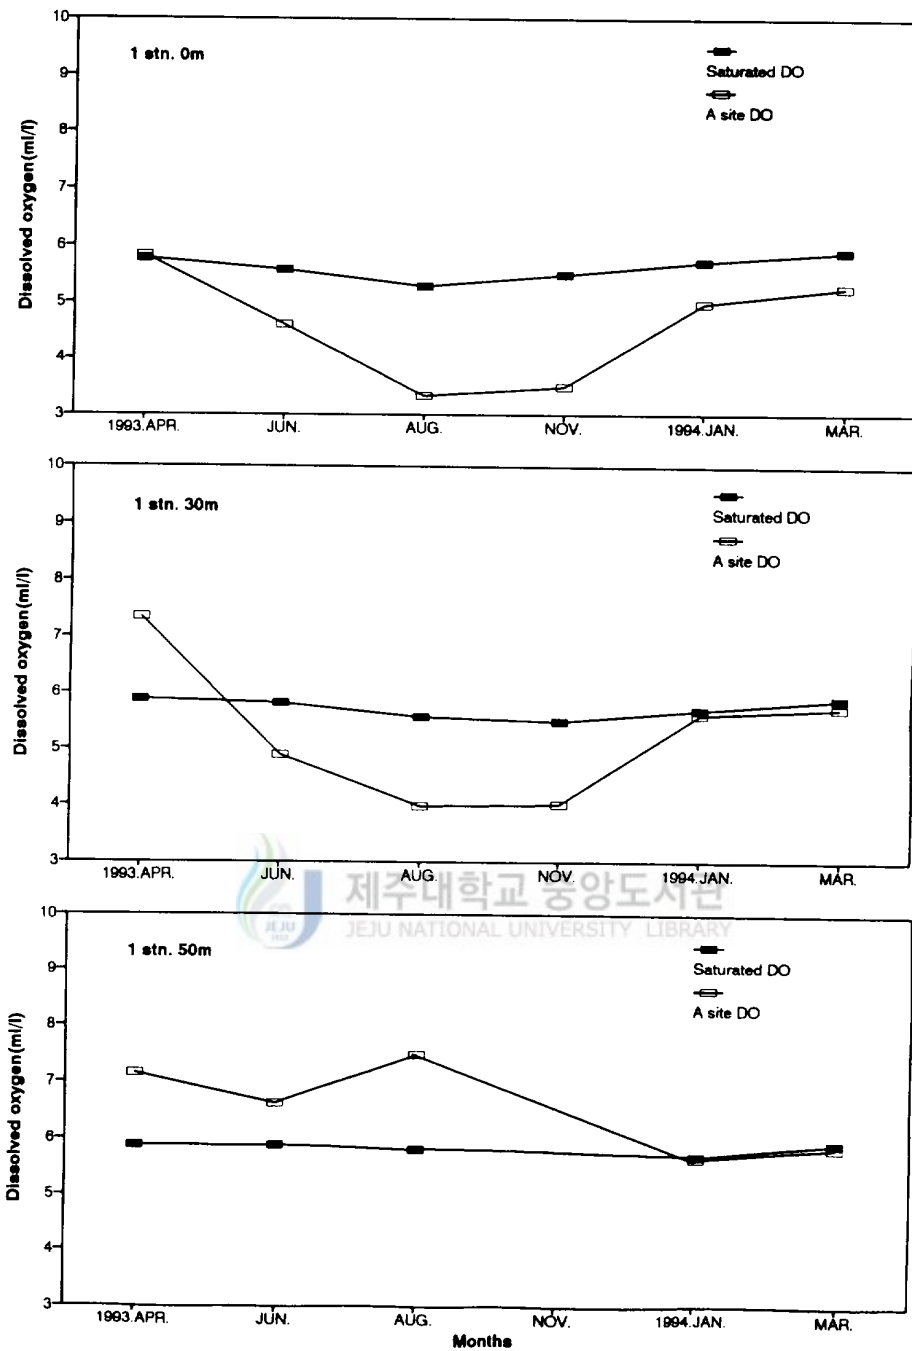 1 stn. 0m
Saturated DO
A site DO
Dissolved oxygen(ml/l)
10
9
8
7
6
5
4
3
1993.APR.
JUN.
AUG.
NOV.
1994.JAN.
MAR.
1 stn. 30m
Saturated DO
A site DO
Dissolved oxygen(ml/l)
10
9
8
7
6
5
4
3
1993.APR.
JUN.
AUG.
NOV.
1994.JAN.
MAR.
JEJU
1952
제주대학교 중앙도서관
JEJU NATIONAL UNIVERSITY LIBRARY
1 stn. 50m
Saturated DO
A site DO
Dissolved oxygen(ml/l)
10
9
8
7
6
5
4
3
1993.APR.
JUN.
AUG.
NOV.
1994.JAN.
MAR.
Months